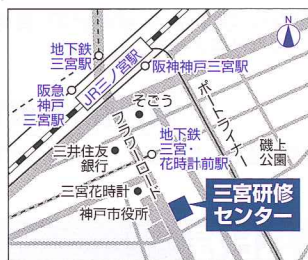 N
地下鉄
三宮駅
JR三ノ宮駅
阪神神戸三宮駅
阪急
神戸
三宮駅
そごう
ポートライナー
フラワーロード
地下鉄
三宮・
花時計前駅
三井住友
銀行
磯上
公園
三宮花時計
神戸市役所
三宮研修
センター